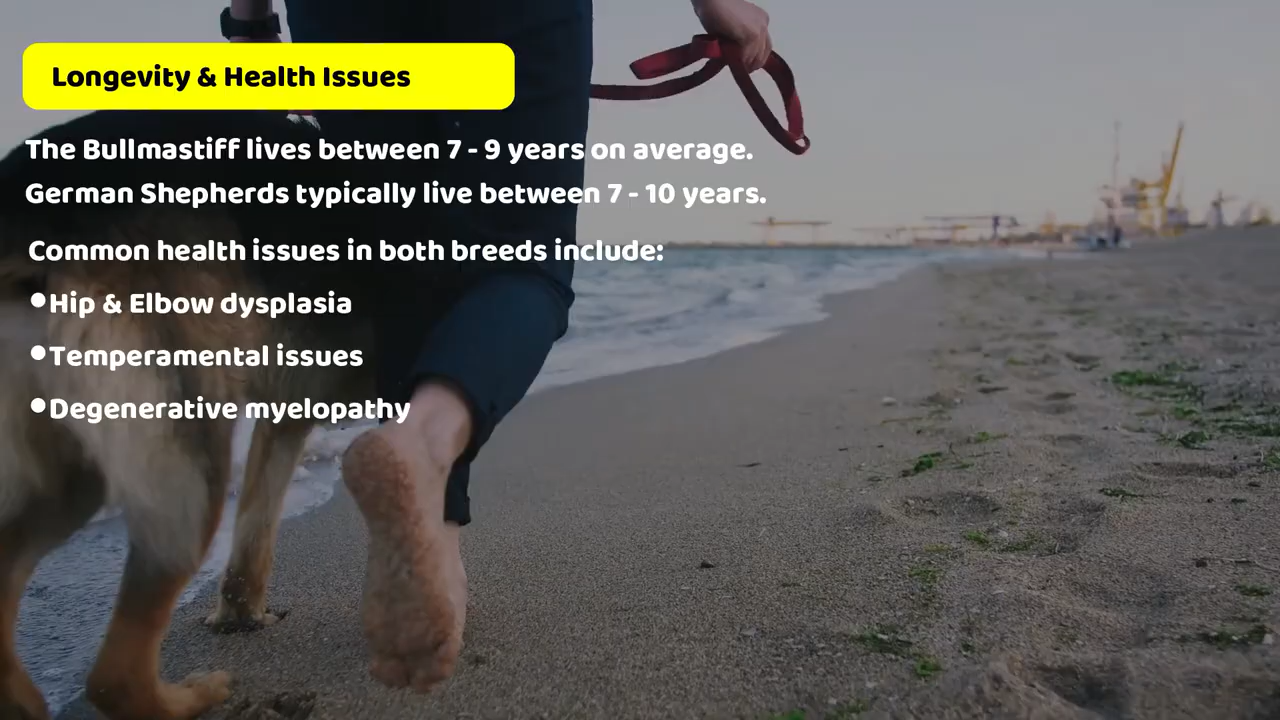 Longevity & Health Issues
The Bullmastiff lives between 7 - 9 years on average.
German Shepherds typically live between 7 - 10 years.
Common health issues in both breeds include:
•Hip & Elbow dysplasia
•Temperamental issues
•Degenerative myelopathy